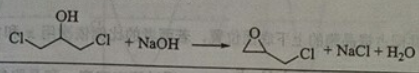 OH
Cl Cl + NaOH → O Cl + NaCl + H₂O